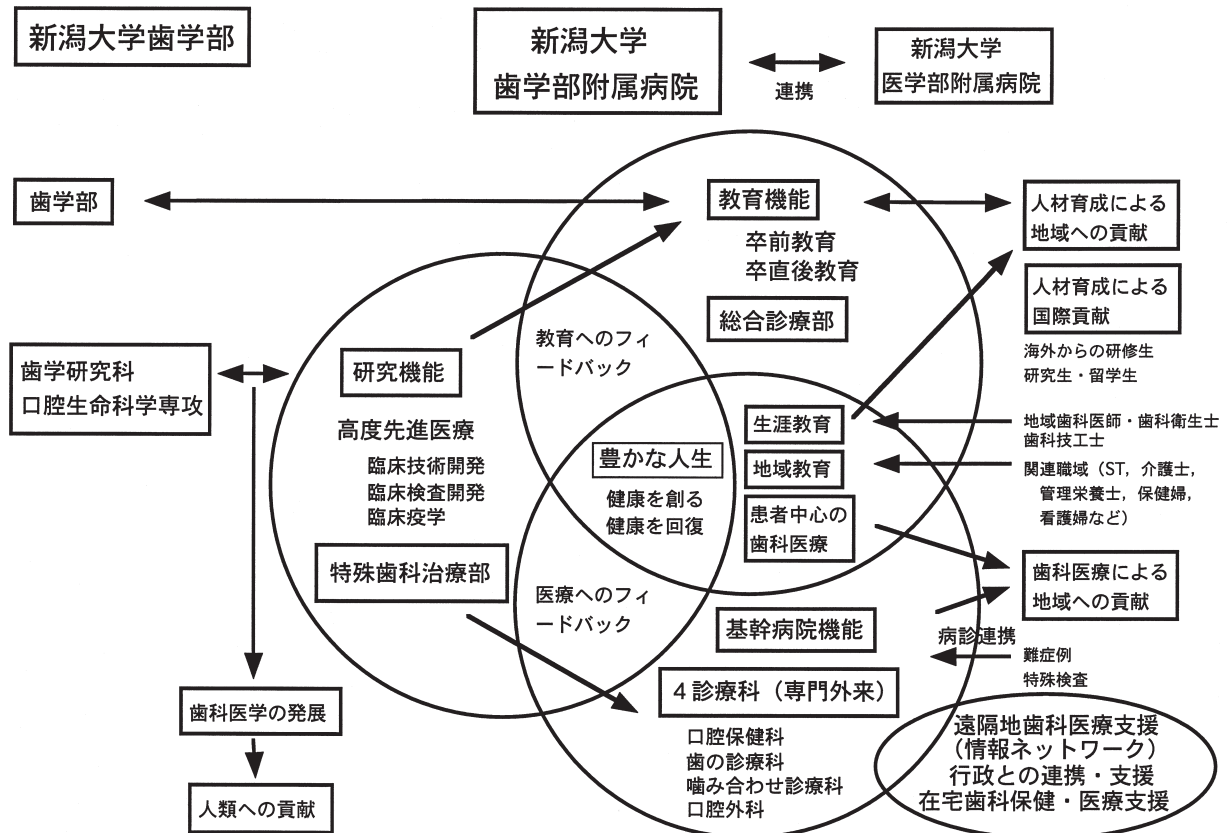 新潟大学歯学部
新潟大学
歯学部附属病院
連携
新潟大学
医学部附属病院
歯学部
教育機能
卒前教育
卒直後教育
総合診療部
人材育成による
地域への貢献
人材育成による
国際貢献
海外からの研修生
研究生・留学生
歯学研究科
口腔生命科学専攻
研究機能
高度先進医療
臨床技術開発
臨床検査開発
臨床疫学
特殊歯科治療部
教育へのフィ
ードバック
豊かな人生
健康を創る
健康を回復
医療へのフィ
ードバック
生涯教育
地域教育
患者中心の
歯科医療
地域歯科医師・歯科衛生士
歯科技工士
関連職域（ST，介護士，
管理栄養士，保健婦，
看護婦など）
歯科医療による
地域への貢献
基幹病院機能
病診連携
難症例
特殊検査
４診療科（専門外来）
口腔保健科
歯の診療科
噛み合わせ診療科
口腔外科
歯科医学の発展
人類への貢献
遠隔地歯科医療支援
（情報ネットワーク）
行政との連携・支援
在宅歯科保健・医療支援